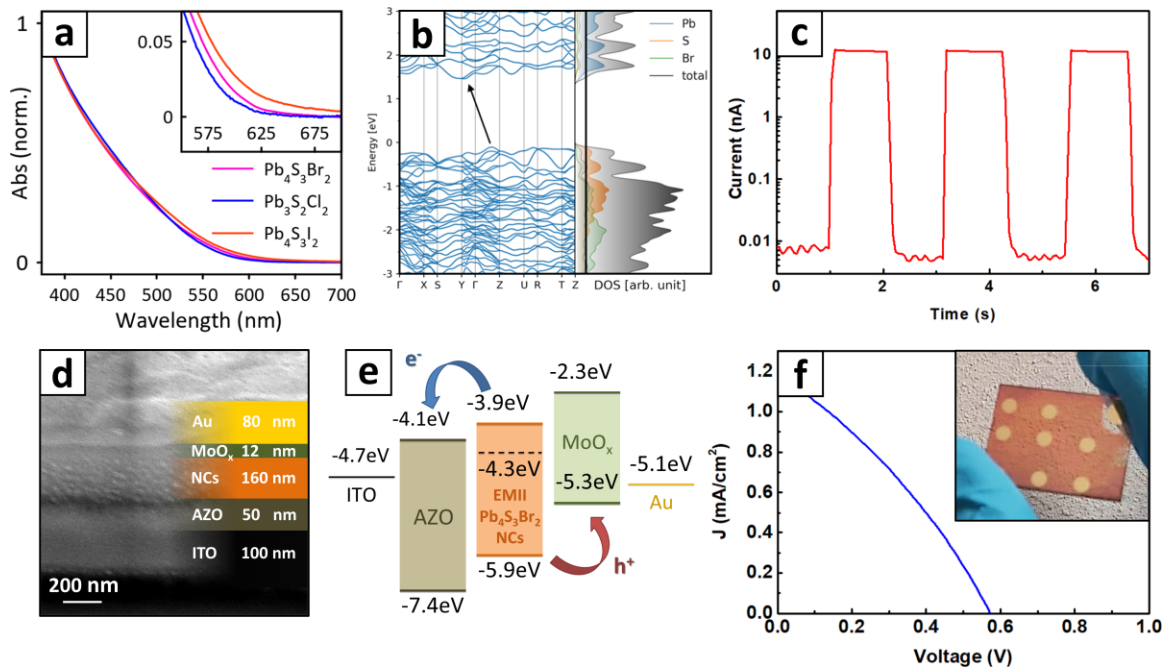 a
1
0
Abs (norm.)
0.05
0
575 625 675
Pb₄S₃Br₂
Pb₃S₂Cl₂
Pb₄S₃I₂
400 450 500 550 600 650 700
Wavelength (nm)
b
3
2
1
0
-1
-2
-3
Energy [eV]
Pb
S
Br
total
Γ X S Y Γ Z U R T Z
DOS [arb. unit]
c
10
1
0.1
0.01
Current (nA)
0 2 4 6
Time (s)
d
Au 80 nm
MoOₓ 12 nm
NCs 160 nm
AZO 50 nm
ITO 100 nm
200 nm
e
e⁻
-2.3eV
-4.1eV
-3.9eV
-4.7eV
ITO
-4.3eV
MoOₓ
-5.3eV
-5.1eV
Au
AZO
EMII
Pb₄S₃Br₂
NCs
-5.9eV
h⁺
-7.4eV
f
1.2
1.0
0.8
0.6
0.4
0.2
0.0
J (mA/cm²)
0.0 0.2 0.4 0.6 0.8 1.0
Voltage (V)